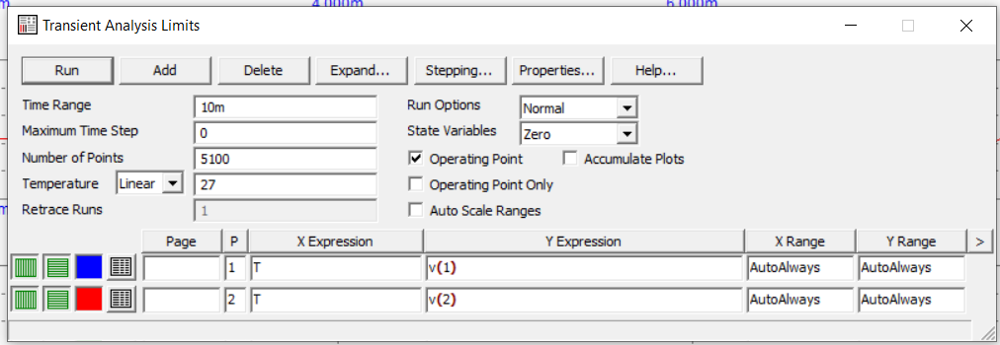 4.000m 6.000m
Transient Analysis Limits
Run Add Delete Expand... Stepping... Properties... Help...
Time Range 10m Run Options Normal
Maximum Time Step 0 State Variables Zero
Number of Points 5100 Operating Point Accumulate Plots
Temperature Linear 27 Operating Point Only
Retrace Runs 1 Auto Scale Ranges
Page P X Expression Y Expression X Range Y Range >
1 T v(1) AutoAlways AutoAlways
2 T v(2) AutoAlways AutoAlways